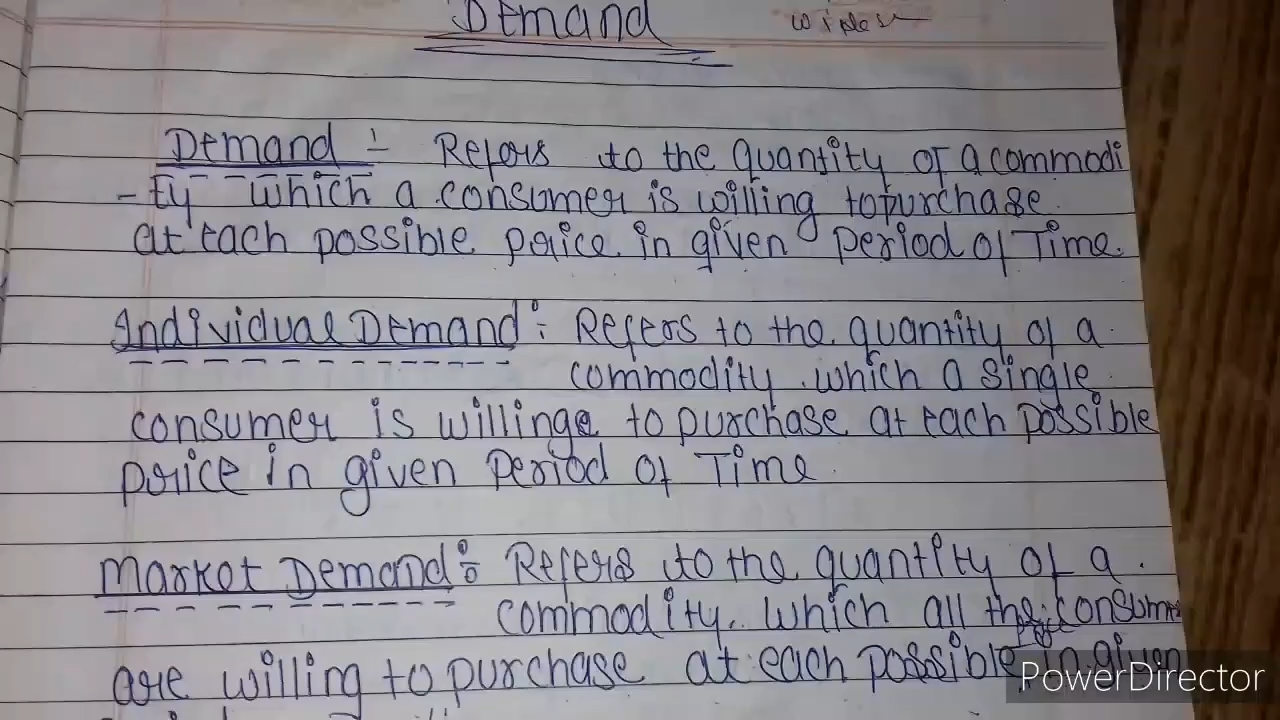 Demand
Demand :- Refers to the quantity of a commodi
-ty which a consumer is willing to purchase
at each possible price in given period of Time.
Individual Demand : Refers to the quantity of a
commodity which a single
consumer is willinge to purchase at each possible
price in given Period of Time
Market Demand : Refers to the quantity of a
commodity. which all the consume
are willing to purchase at each possible in given
PowerDirector